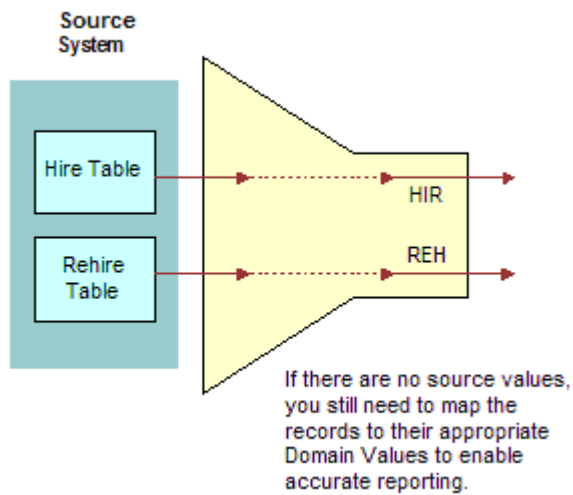 Source
System
Hire Table
HIR
Rehire
Table
REH
If there are no source values,
you still need to map the
records to their appropriate
Domain Values to enable
accurate reporting.